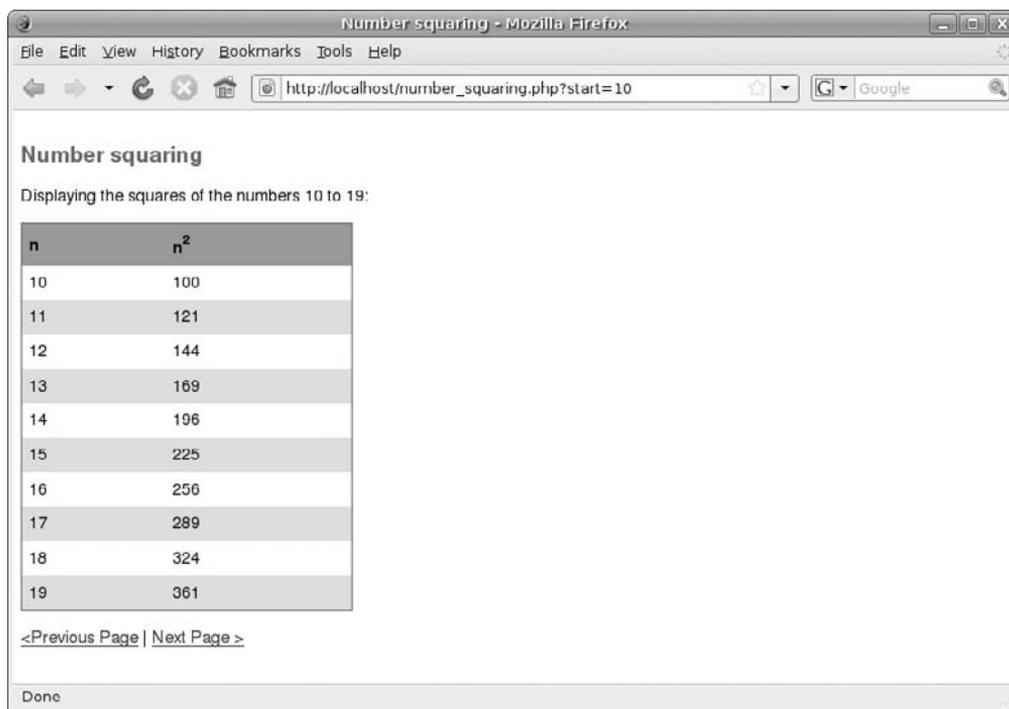 Number squaring - Mozilla Firefox
File Edit View History Bookmarks Tools Help
http://localhost/number_squaring.php?start=10 G Google
Number squaring
Displaying the squares of the numbers 10 to 19:
n n²
10 100
11 121
12 144
13 169
14 196
15 225
16 256
17 289
18 324
19 361
<Previous Page | Next Page >
Done